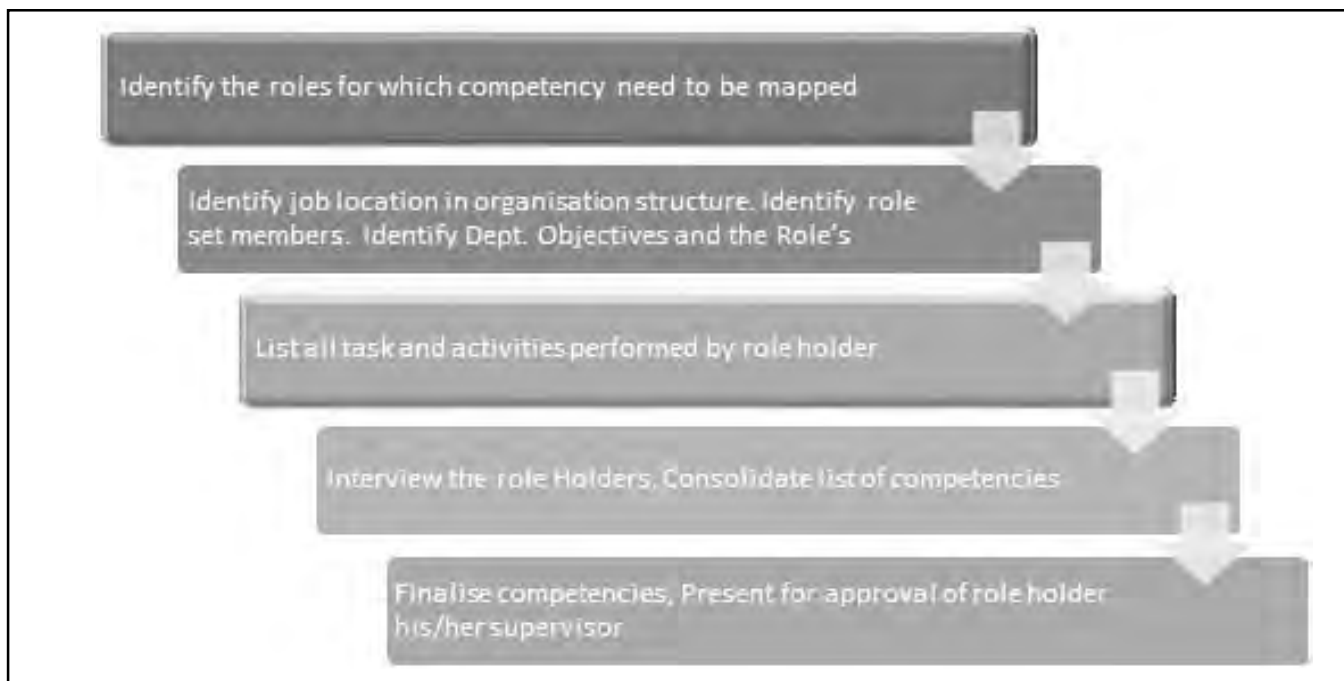 Identify the roles for which competency need to be mapped
Identify job location in organisation structure. Identify role
set members. Identify Dept. Objectives and the Role's
List all task and activities performed by role holder
Interview the role Holders, Consolidate list of competencies
Finalise competencies, Present for approval of role holder
his/her supervisor